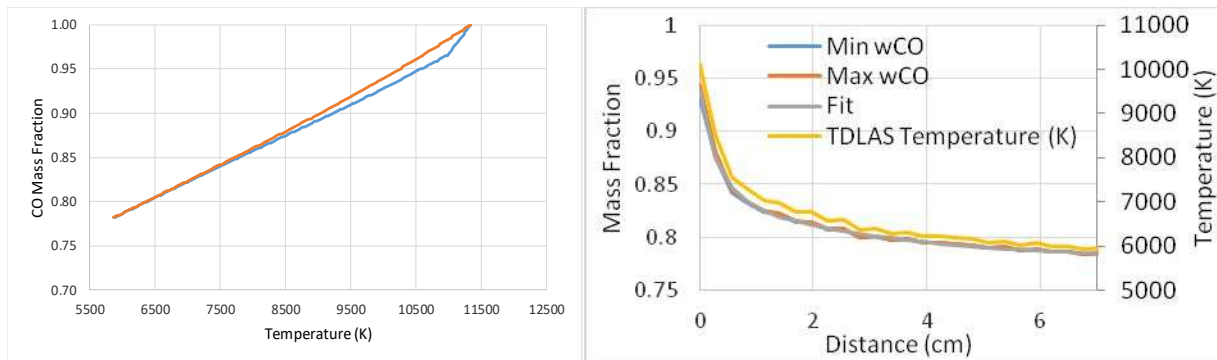 1.00
0.95
0.90
0.85
0.80
0.75
0.70
CO Mass Fraction
5500 6500 7500 8500 9500 10500 11500 12500
Temperature (K)
1
0.95
0.9
0.85
0.8
0.75
Mass Fraction
Min wCO
Max wCO
Fit
TDLAS Temperature (K)
11000
10000
9000
8000
7000
6000
5000
Temperature (K)
0 2 4 6
Distance (cm)